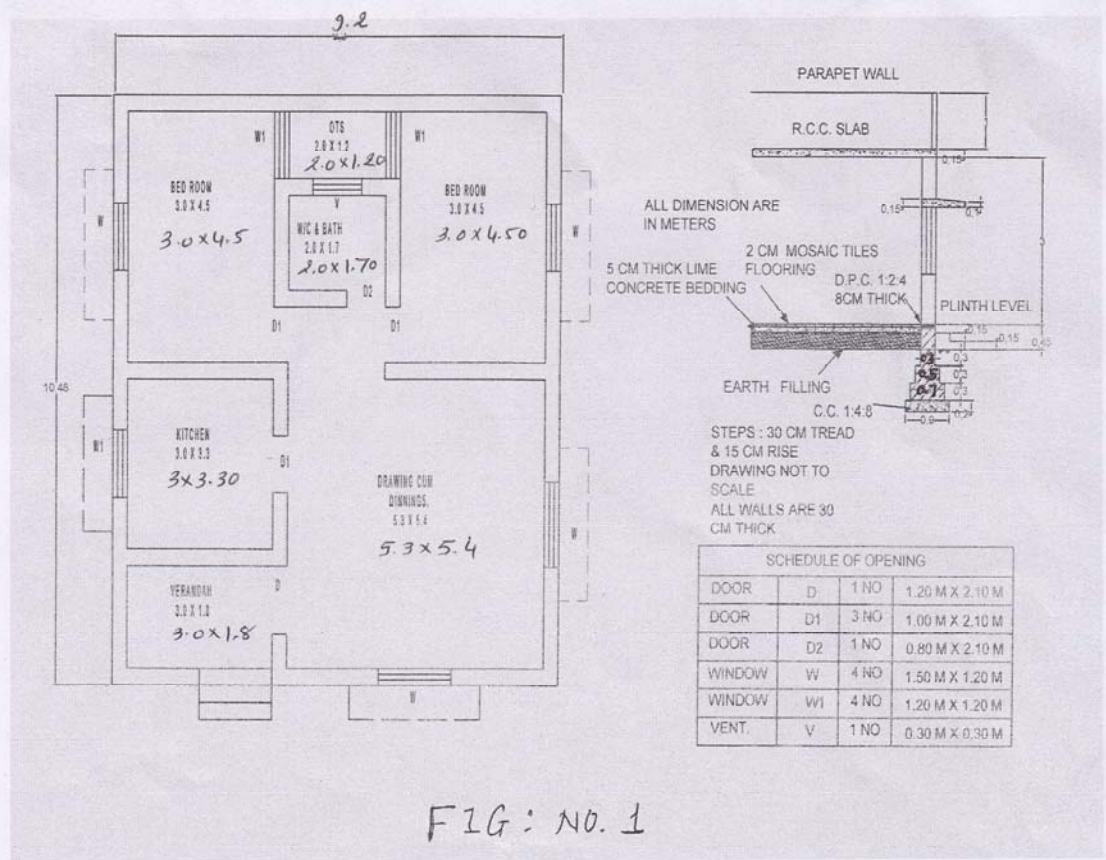 9.2
10.45
W1
OTS
2.0 X 1.2
2.0 x 1.20
W1
BED ROOM
3.0 X 4.5
3.0 x 4.5
W
V
W/C & BATH
2.0 X 1.7
2.0 x 1.70
D2
BED ROOM
3.0 X 4.5
3.0 x 4.50
W
D1
D1
KITCHEN
3.0 X 3.3
3 x 3.30
W1
D1
DRAWING CUM
DINNINGS.
5.3 X 5.4
5.3 x 5.4
W
D
VERANDAH
3.0 X 1.8
3.0 x 1.8
W
PARAPET WALL
R.C.C. SLAB
0.15
0.15
ALL DIMENSION ARE
IN METERS
2 CM MOSAIC TILES
FLOORING
5 CM THICK LIME
CONCRETE BEDDING
D.P.C. 1:2:4
8CM THICK
PLINTH LEVEL
0.15
0.15
0.45
0.3
0.3
0.5
0.3
0.7
0.3
0.2
0.9
EARTH FILLING
C.C. 1:4:8
STEPS : 30 CM TREAD
& 15 CM RISE
DRAWING NOT TO
SCALE
ALL WALLS ARE 30
CM THICK
SCHEDULE OF OPENING
DOOR D 1 NO 1.20 M X 2.10 M
DOOR D1 3 NO 1.00 M X 2.10 M
DOOR D2 1 NO 0.80 M X 2.10 M
WINDOW W 4 NO 1.50 M X 1.20 M
WINDOW W1 4 NO 1.20 M X 1.20 M
VENT. V 1 NO 0.30 M X 0.30 M
FIG: NO. 1